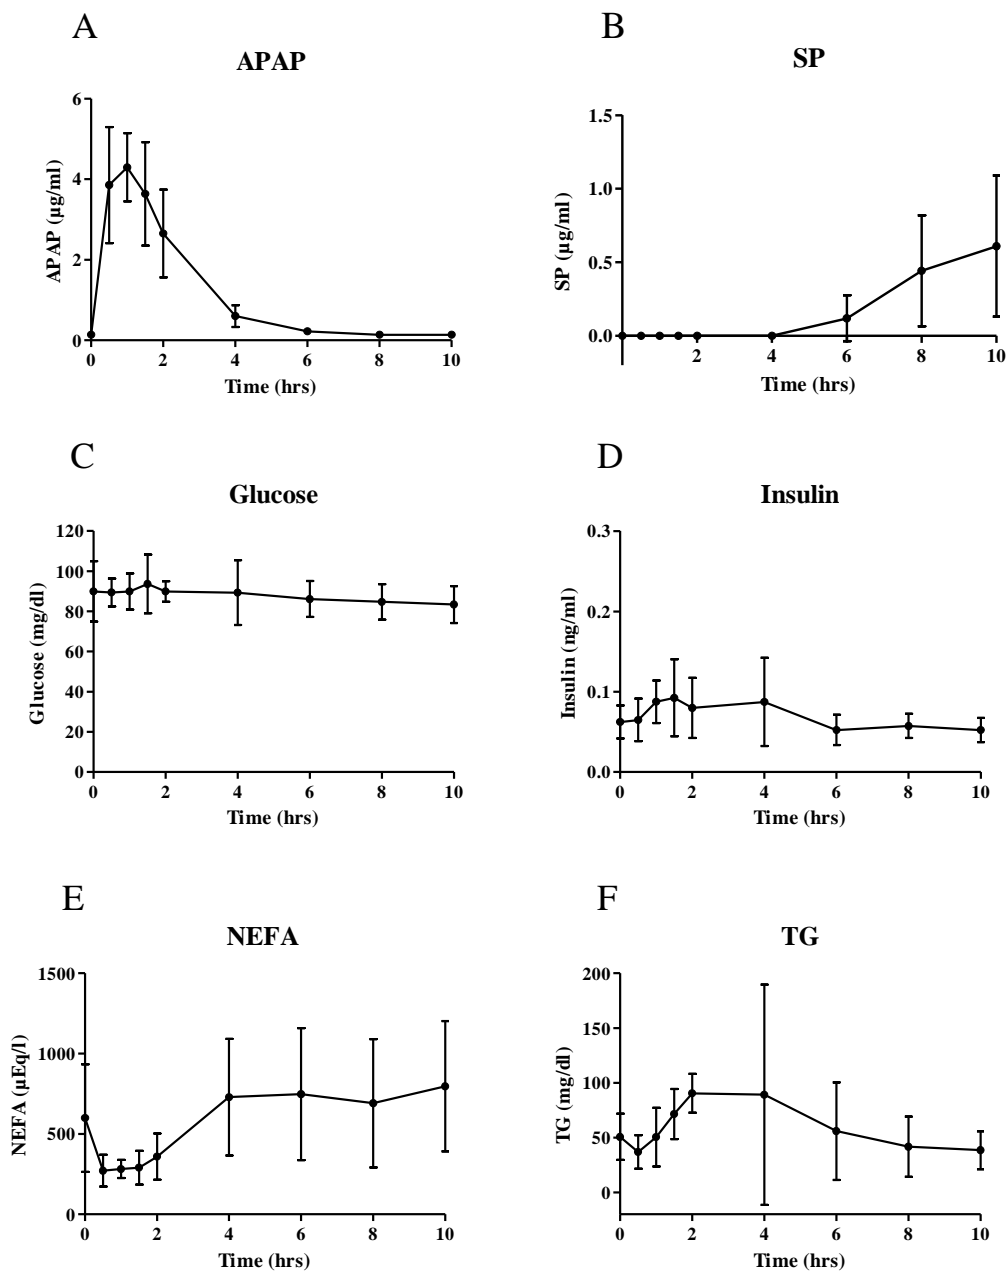 A
APAP
6
4
2
0
APAP (µg/ml)
0 2 4 6 8 10
Time (hrs)
B
SP
1.5
1.0
0.5
0.0
SP (µg/ml)
2 4 6 8 10
Time (hrs)
C
Glucose
120
100
80
60
40
20
0
Glucose (mg/dl)
0 2 4 6 8 10
Time (hrs)
D
Insulin
0.3
0.2
0.1
0.0
Insulin (ng/ml)
0 2 4 6 8 10
Time (hrs)
E
NEFA
1500
1000
500
0
NEFA (µEq/l)
0 2 4 6 8 10
Time (hrs)
F
TG
200
150
100
50
0
TG (mg/dl)
0 2 4 6 8 10
Time (hrs)